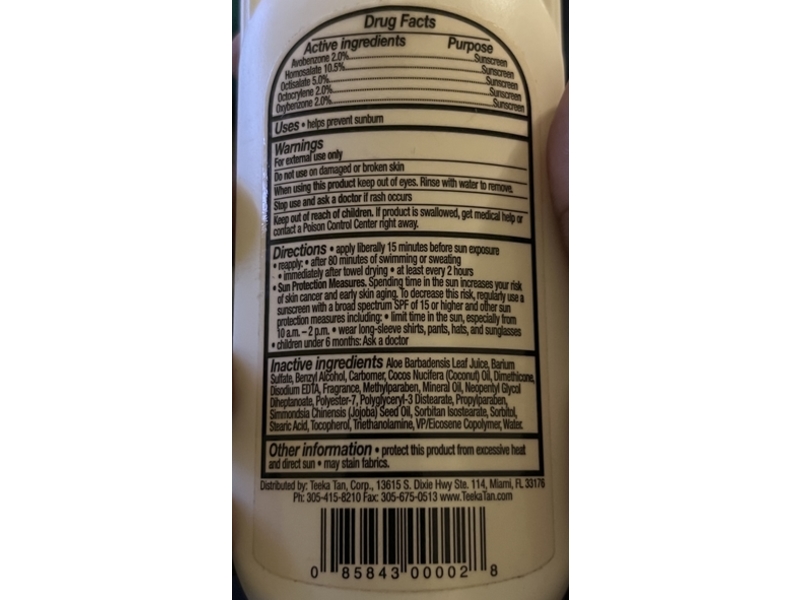 Drug Facts
Active ingredients Purpose
Avobenzone 2.0% Sunscreen
Homosalate 10.5% Sunscreen
Octisalate 5.0% Sunscreen
Octocrylene 2.0% Sunscreen
Oxybenzone 2.0% Sunscreen
Uses • helps prevent sunburn
Warnings
For external use only
Do not use on damaged or broken skin
When using this product keep out of eyes. Rinse with water to remove.
Stop use and ask a doctor if rash occurs
Keep out of reach of children. If product is swallowed, get medical help or
contact a Poison Control Center right away.
Directions • apply liberally 15 minutes before sun exposure
• reapply: • after 80 minutes of swimming or sweating
• immediately after towel drying • at least every 2 hours
• Sun Protection Measures. Spending time in the sun increases your risk
of skin cancer and early skin aging. To decrease this risk, regularly use a
sunscreen with a broad spectrum SPF of 15 or higher and other sun
protection measures including: • limit time in the sun, especially from
10 a.m. – 2 p.m. • wear long-sleeve shirts, pants, hats, and sunglasses
• children under 6 months: Ask a doctor
Inactive ingredients Aloe Barbadensis Leaf Juice, Barium
Sulfate, Benzyl Alcohol, Carbomer, Cocos Nucifera (Coconut) Oil, Dimethicone,
Disodium EDTA, Fragrance, Methylparaben, Mineral Oil, Neopentyl Glycol
Diheptanoate, Polyester-7, Polyglyceryl-3 Distearate, Propylparaben,
Simmondsia Chinensis (Jojoba) Seed Oil, Sorbitan Isostearate, Sorbitol,
Stearic Acid, Tocopherol, Triethanolamine, VP/Eicosene Copolymer, Water.
Other information • protect this product from excessive heat
and direct sun • may stain fabrics.
Distributed by: Teeka Tan, Corp., 13615 S. Dixie Hwy Ste. 114, Miami, FL 33176
Ph: 305-415-8210 Fax: 305-675-0513 www.TeekaTan.com
0 85843 00002 8